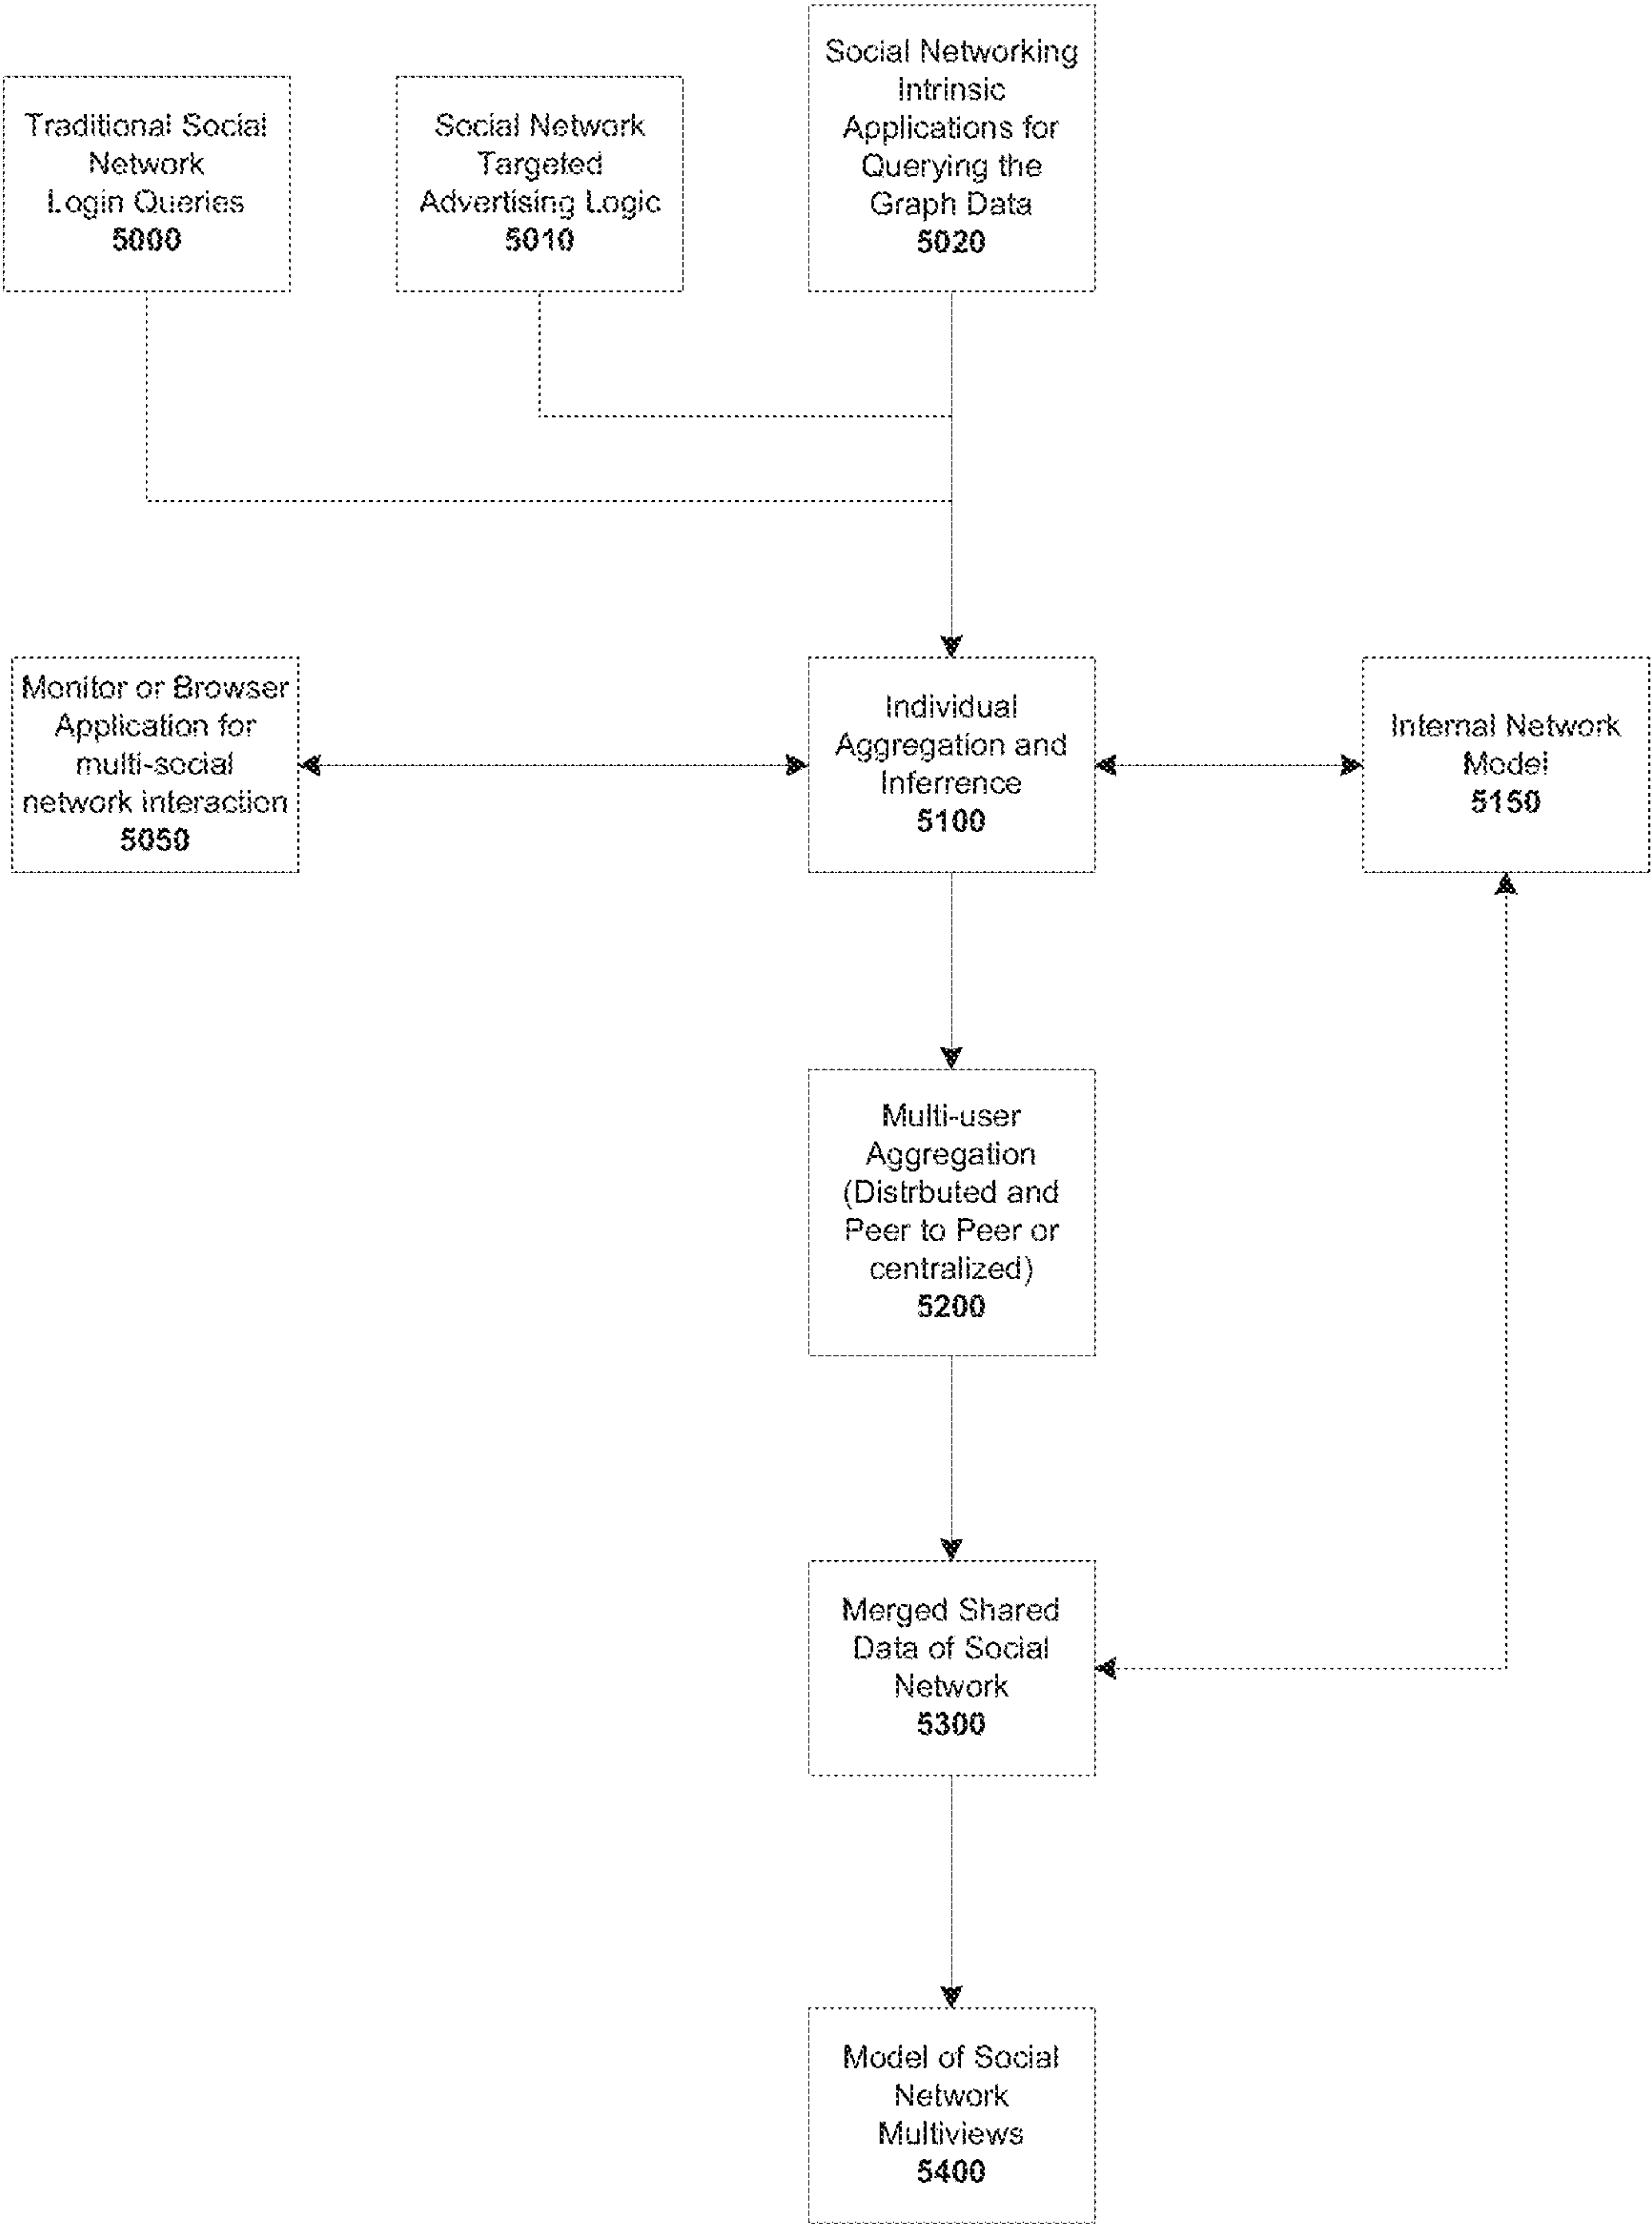 Traditional Social
Network
Login Queries
5000
Social Network
Targeted
Advertising Logic
5010
Social Networking
Intrinsic
Applications for
Querying the
Graph Data
5020
Monitor or Browser
Application for
multi-social
network interaction
5050
Individual
Aggregation and
Inferrence
5100
Internal Network
Model
5150
Multi-user
Aggregation
(Distrbuted and
Peer to Peer or
centralized)
5200
Merged Shared
Data of Social
Network
5300
Model of Social
Network
Multiviews
5400